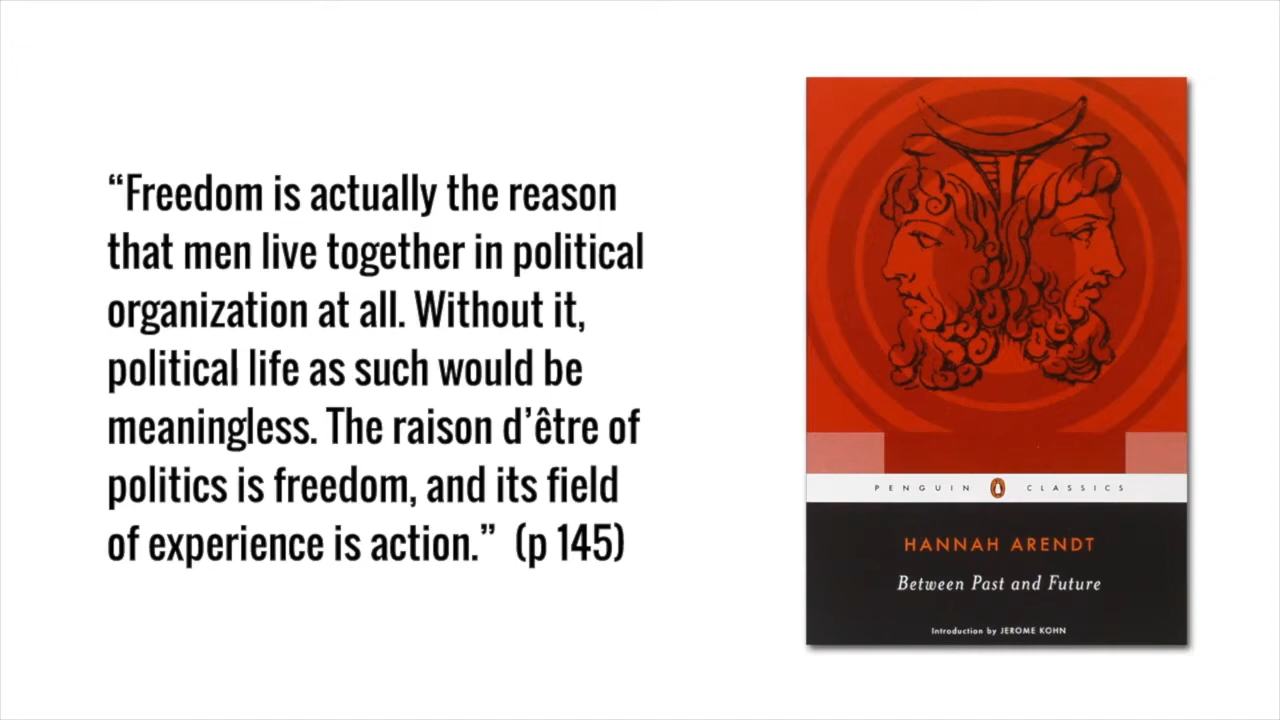 “Freedom is actually the reason
that men live together in political
organization at all. Without it,
political life as such would be
meaningless. The raison d’être of
politics is freedom, and its field
of experience is action.” (p 145)
PENGUIN CLASSICS
HANNAH ARENDT
Between Past and Future
Introduction by JEROME KOHN